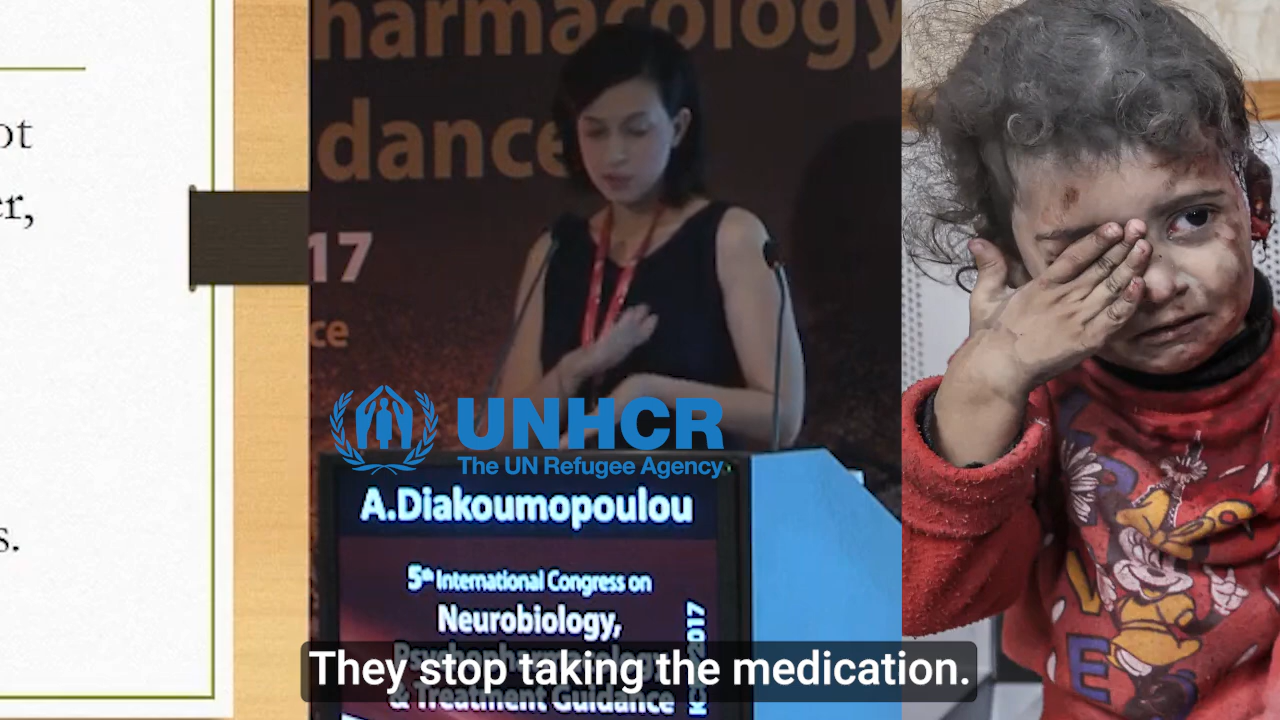 ot
er,
s.
harmacology
dance
17
ce
UNHCR
The UN Refugee Agency
A.Diakoumopoulou
5th International Congress on
Neurobiology,
Psychopharmacology
& Treatment Guidance
2017
They stop taking the medication.
V
E